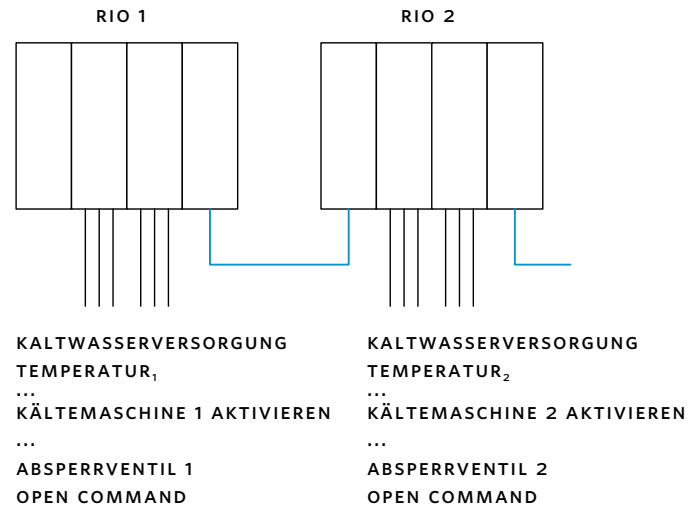 RIO 1
RIO 2
KALTWASSERVERSORGUNG
TEMPERATUR₁
...
KÄLTEMASCHINE 1 AKTIVIEREN
...
ABSPERRVENTIL 1
OPEN COMMAND
KALTWASSERVERSORGUNG
TEMPERATUR₂
...
KÄLTEMASCHINE 2 AKTIVIEREN
...
ABSPERRVENTIL 2
OPEN COMMAND